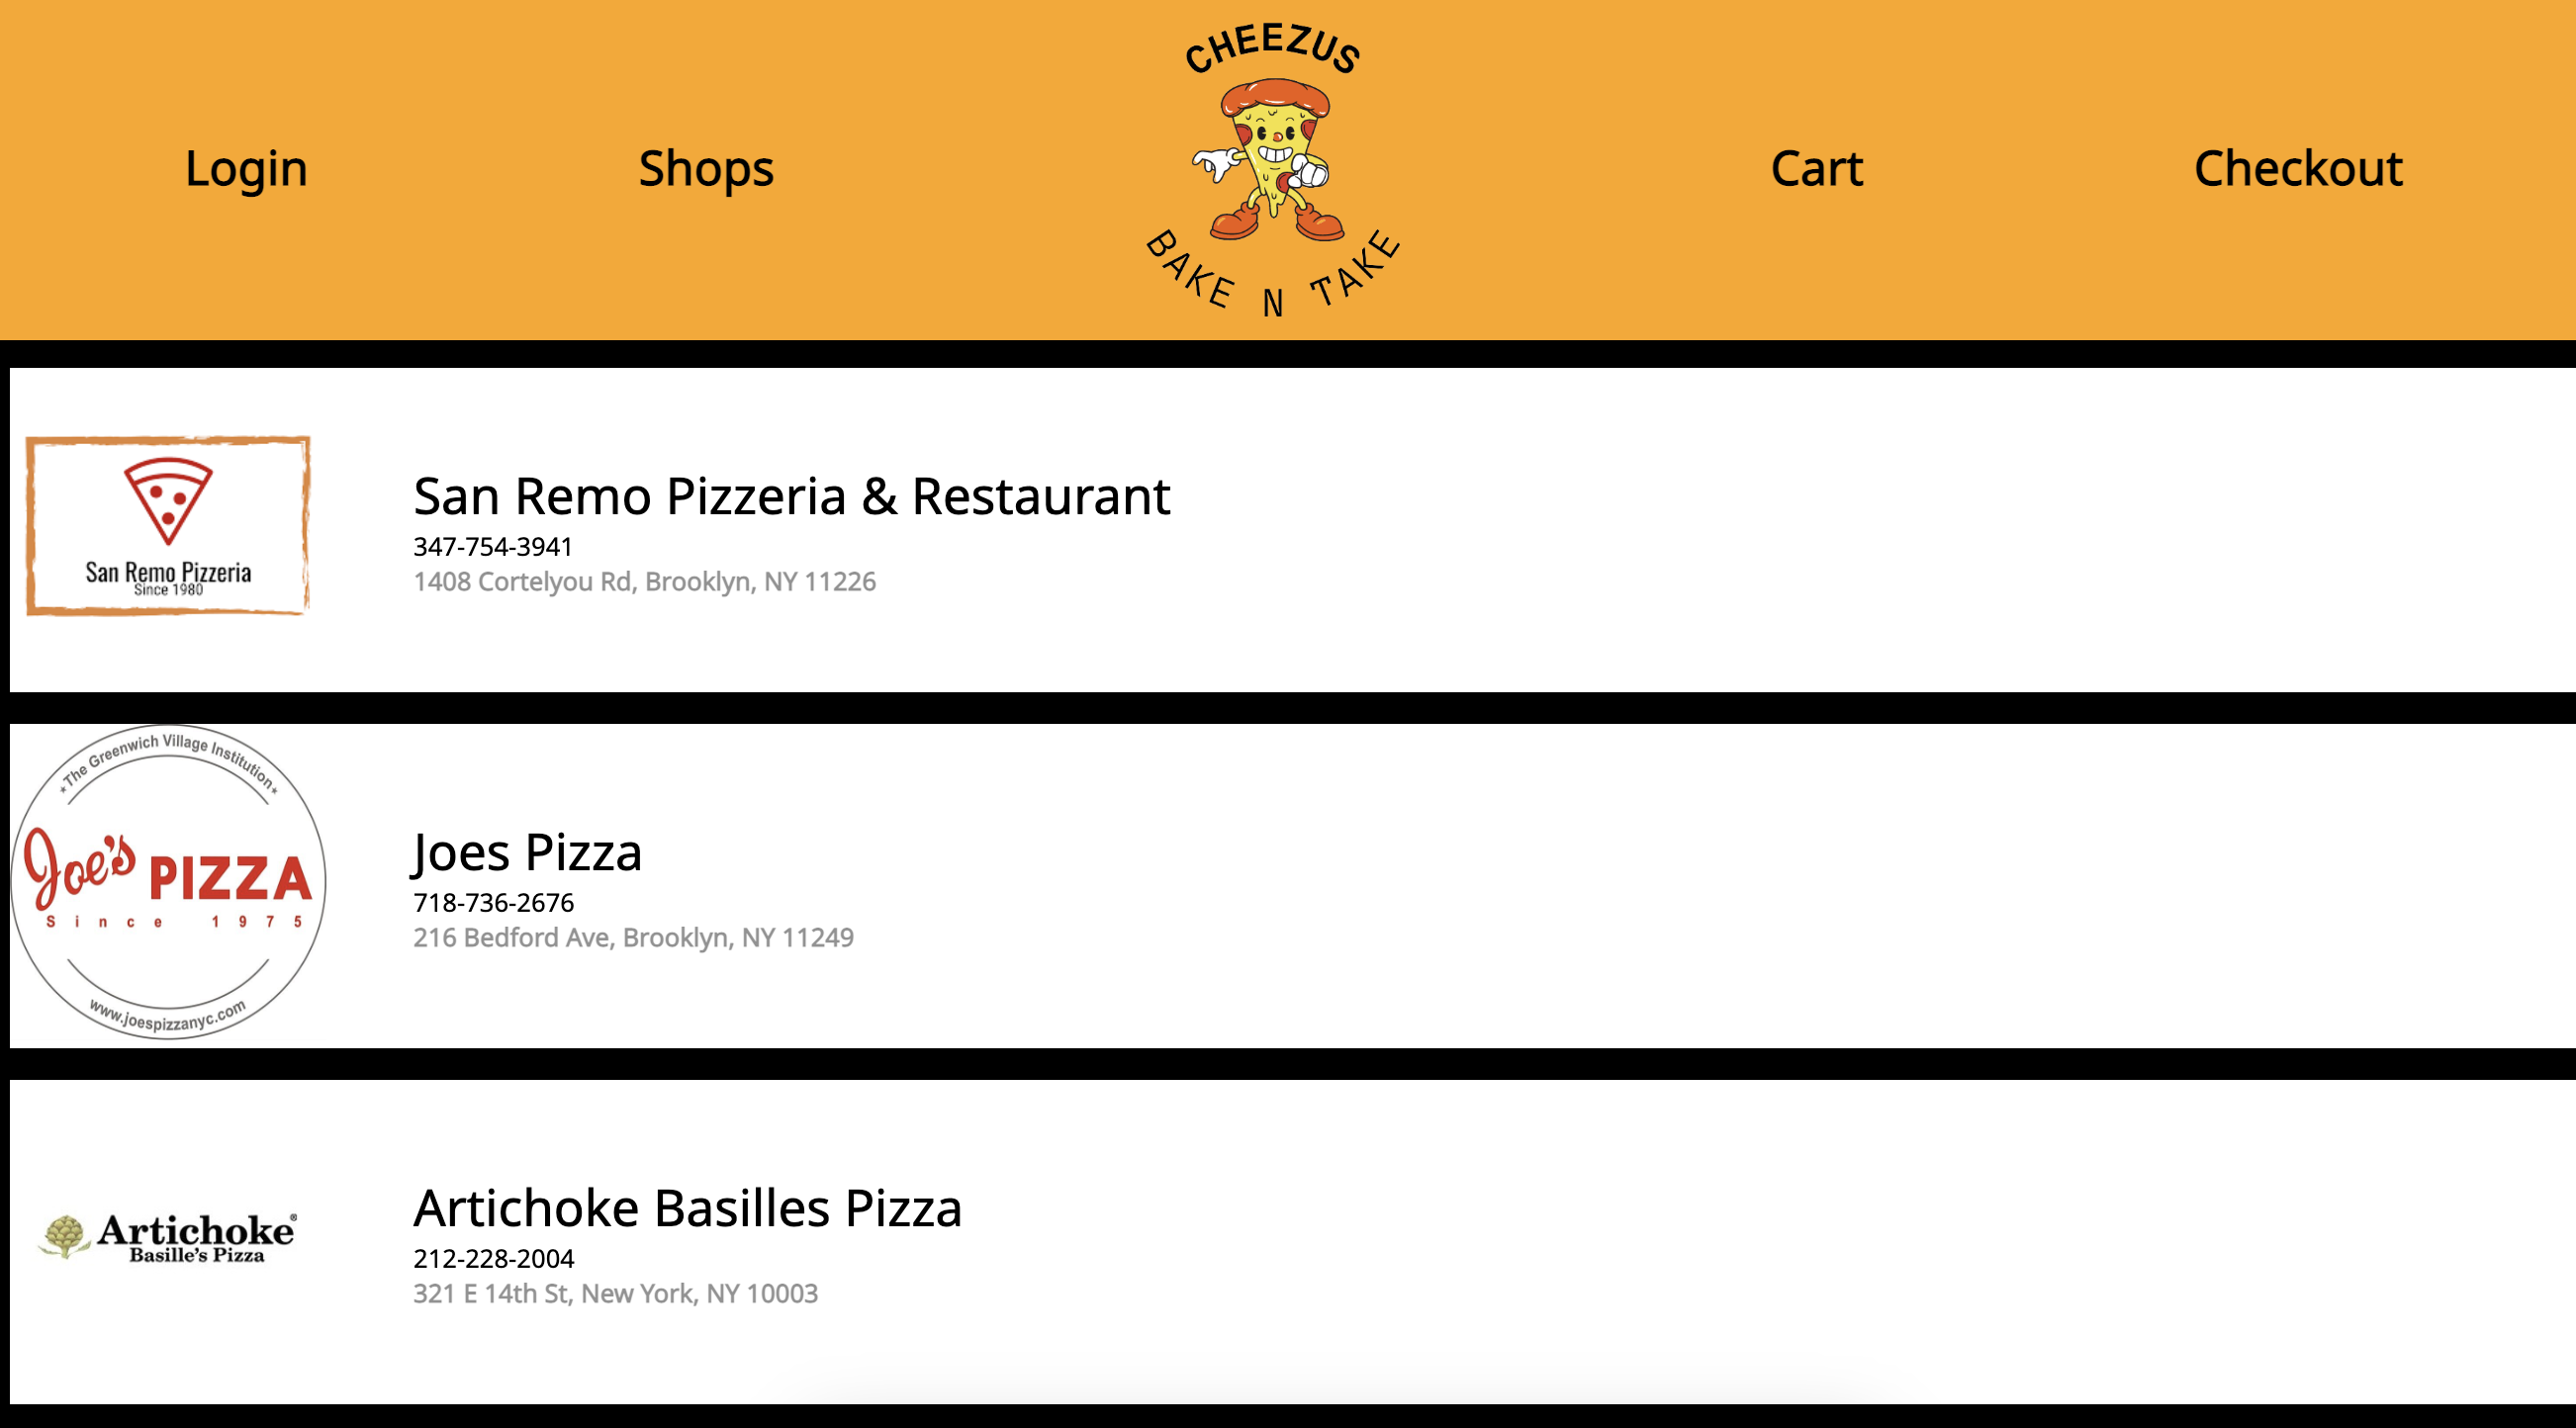 CHEEZUS
Login
Shops
Cart
Checkout
BAKE N TAKE
San Remo Pizzeria
Since 1980
San Remo Pizzeria & Restaurant
347-754-3941
1408 Cortelyou Rd, Brooklyn, NY 11226
*The Greenwich Village Institution*
Joe's PIZZA
Since 1975
www.joespizzanyc.com
Joes Pizza
718-736-2676
216 Bedford Ave, Brooklyn, NY 11249
Artichoke®
Basille's Pizza
Artichoke Basilles Pizza
212-228-2004
321 E 14th St, New York, NY 10003